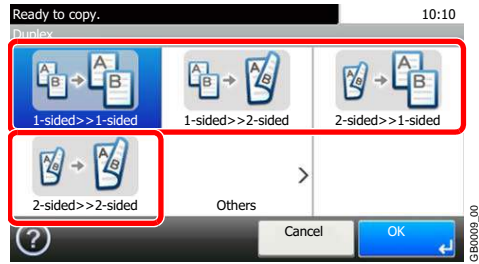 Ready to copy. 10:10
Duplex
A B A B
A B A B
A B A B
1-sided>>1-sided 1-sided>>2-sided 2-sided>>1-sided
A B A B
2-sided>>2-sided Others
? Cancel OK
GB0009_00